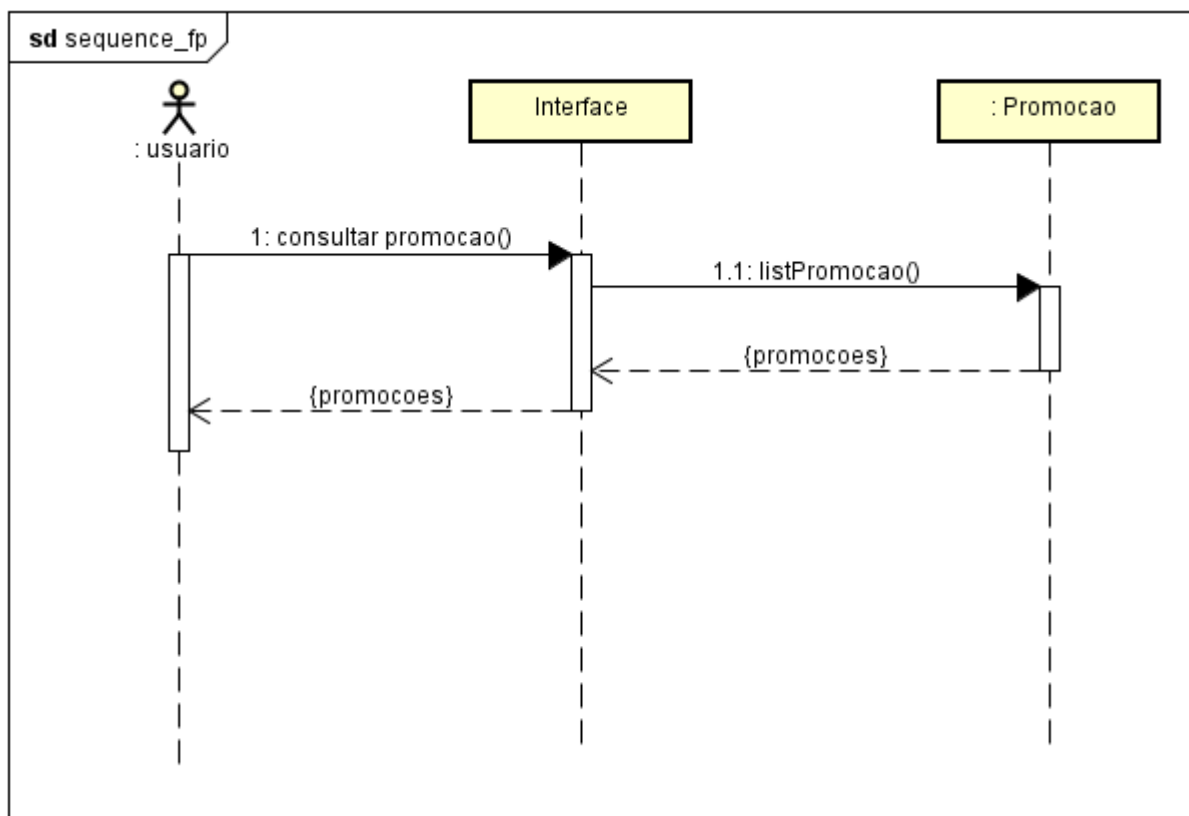 sd sequence_fp
: usuario
Interface
: Promocao
1: consultar promocao()
1.1: listPromocao()
{promocoes}
{promocoes}